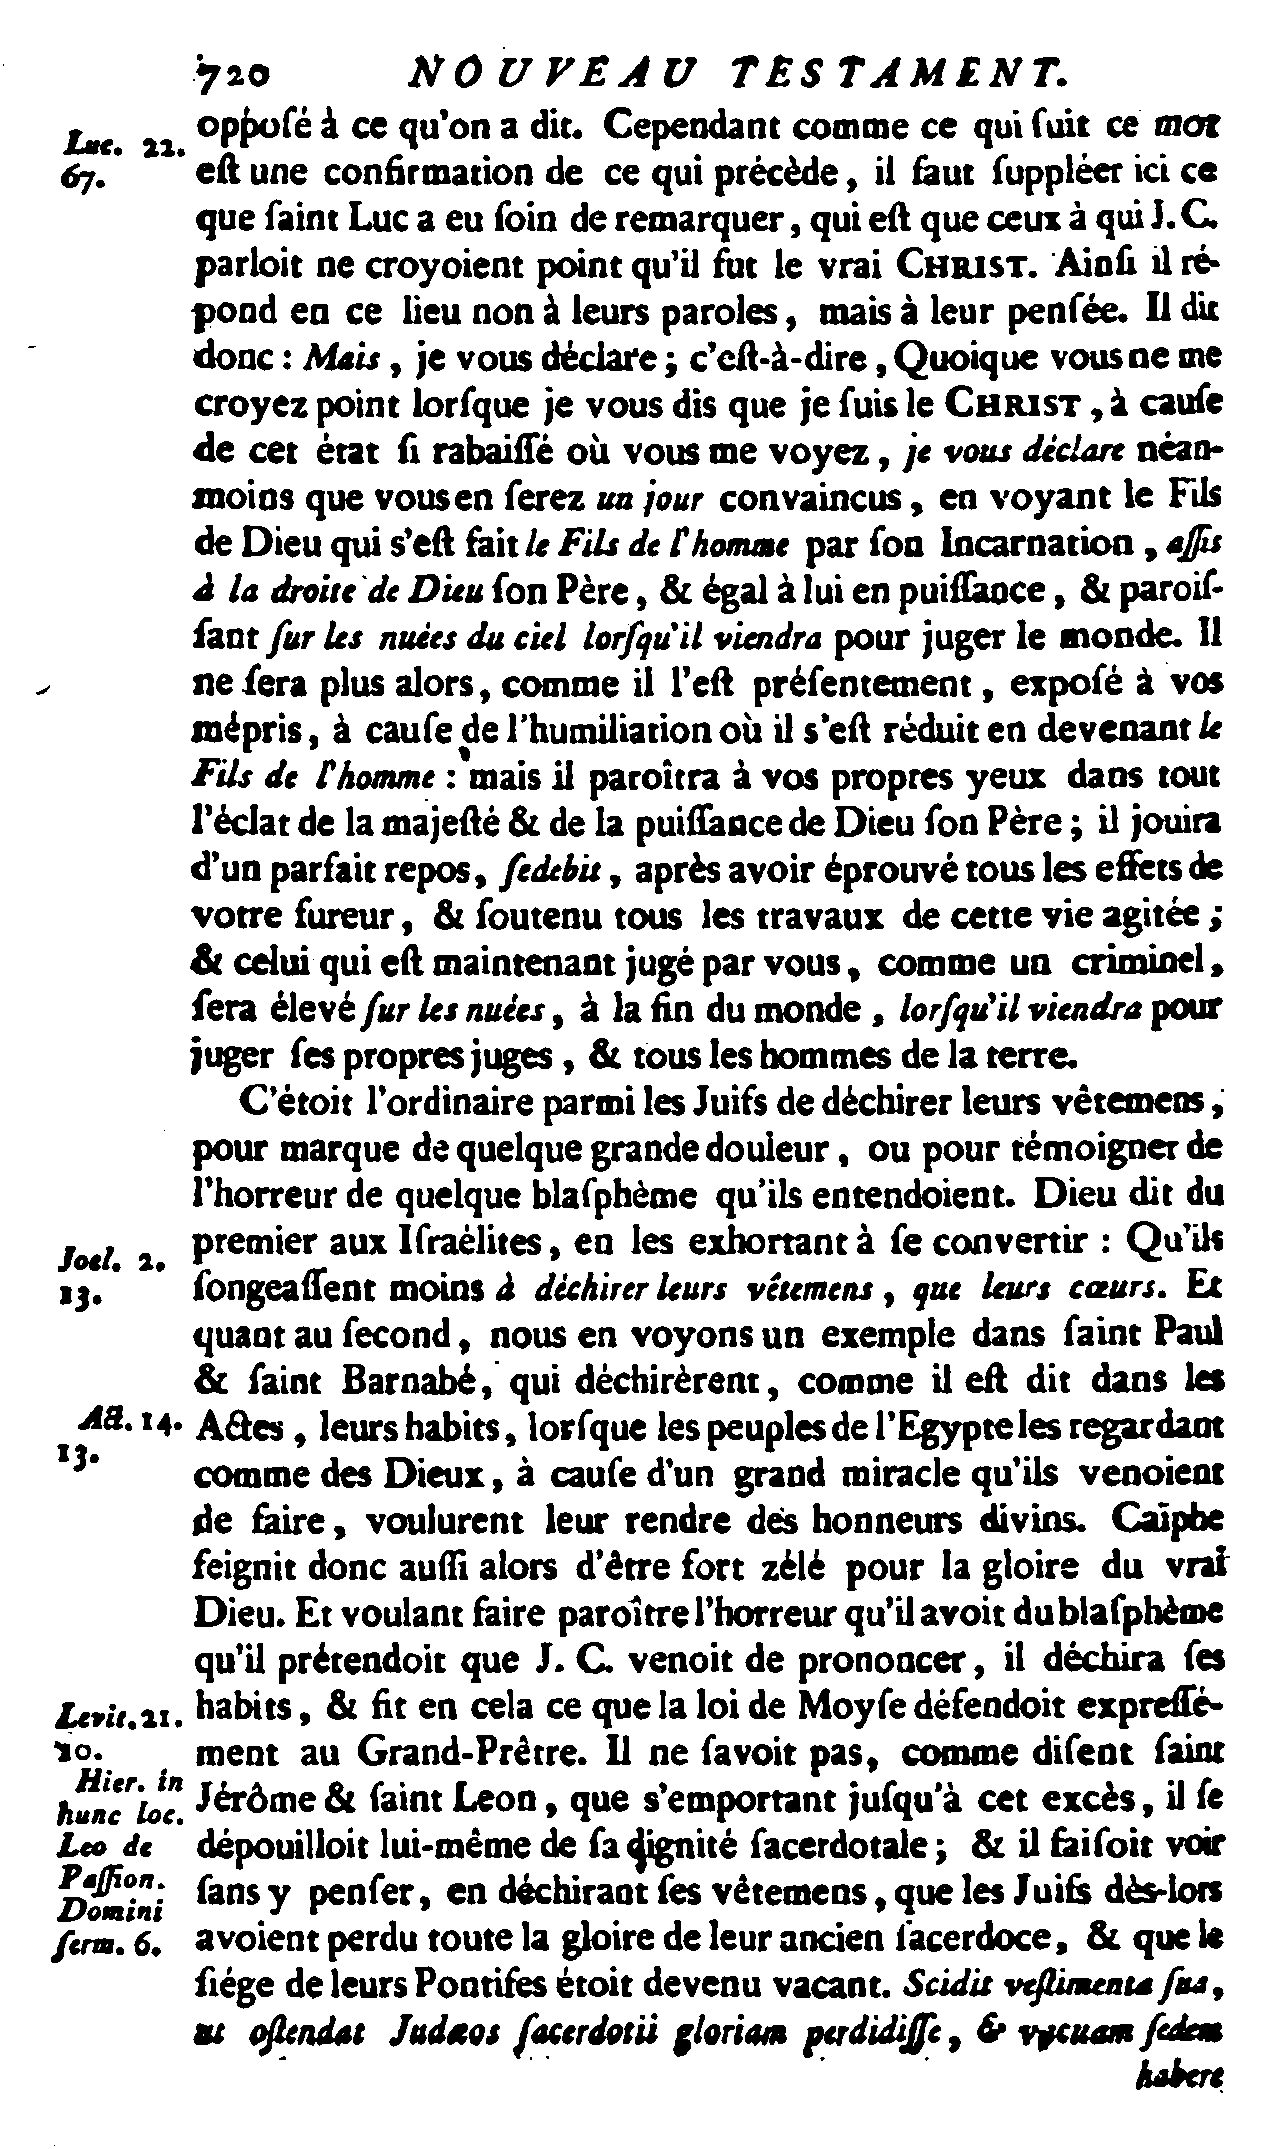 720 NOUVEAU TESTAMENT.
oppoſé à ce qu'on a dit. Cependant comme ce qui ſuit ce mot
Luc. 22.
67.
eſt une confirmation de ce qui précède, il faut ſuppléer ici ce
que ſaint Luc a eu ſoin de remarquer, qui eſt que ceux à qui J. C.
parloit ne croyoient point qu'il fut le vrai CHRIST. Ainſi il ré-
pond en ce lieu non à leurs paroles, mais à leur penſée. Il dit
donc : Mais, je vous déclare ; c'eſt-à-dire, Quoique vous ne me
croyez point lorſque je vous dis que je ſuis le CHRIST, à cauſe
de cet état ſi rabaiſſé où vous me voyez, je vous déclare néan-
moins que vous en ſerez un jour convaincus, en voyant le Fils
de Dieu qui s'eſt fait le Fils de l'homme par ſon Incarnation, aſſis
à la droite de Dieu ſon Père, & égal à lui en puiſſance, & paroiſ-
ſant ſur les nuées du ciel lorſqu'il viendra pour juger le monde. Il
ne ſera plus alors, comme il l'eſt préſentement, expoſé à vos
mépris, à cauſe de l'humiliation où il s'eſt réduit en devenant le
Fils de l'homme : mais il paroîtra à vos propres yeux dans tout
l'éclat de la majeſté & de la puiſſance de Dieu ſon Père ; il jouira
d'un parfait repos, ſedebit, après avoir éprouvé tous les effets de
votre fureur, & ſoutenu tous les travaux de cette vie agitée ;
& celui qui eſt maintenant jugé par vous, comme un criminel,
ſera élevé ſur les nuées, à la fin du monde, lorſqu'il viendra pour
juger ſes propres juges, & tous les hommes de la terre.
C'étoit l'ordinaire parmi les Juifs de déchirer leurs vêtemens,
pour marque de quelque grande douleur, ou pour témoigner de
l'horreur de quelque blaſphème qu'ils entendoient. Dieu dit du
premier aux Iſraélites, en les exhortant à ſe convertir : Qu'ils
Joel. 2.
13.
ſongeaſſent moins à déchirer leurs vêtemens, que leurs cœurs. Et
quant au ſecond, nous en voyons un exemple dans ſaint Paul
& ſaint Barnabé, qui déchirèrent, comme il eſt dit dans les
Act. 14.
13.
Actes, leurs habits, lorſque les peuples de l'Egypte les regardant
comme des Dieux, à cauſe d'un grand miracle qu'ils venoient
de faire, voulurent leur rendre des honneurs divins. Caïphe
feignit donc auſſi alors d'être fort zélé pour la gloire du vrai
Dieu. Et voulant faire paroître l'horreur qu'il avoit du blaſphème
qu'il prétendoit que J. C. venoit de prononcer, il déchira ſes
Levit. 21.
10.
habits, & fit en cela ce que la loi de Moyſe défendoit expreſſé-
ment au Grand-Prêtre. Il ne ſavoit pas, comme diſent ſaint
Hier. in
hunc loc.
Leo de
Paſſion.
Domini
ſerm. 6.
Jérôme & ſaint Leon, que s'emportant juſqu'à cet excès, il ſe
dépouilloit lui-même de ſa dignité ſacerdotale ; & il faiſoit voir
ſans y penſer, en déchirant ſes vêtemens, que les Juifs dès-lors
avoient perdu toute la gloire de leur ancien ſacerdoce, & que le
ſiége de leurs Pontifes étoit devenu vacant. Scidit veſtimenta ſua,
ut oſtendat Judæos ſacerdotii gloriam perdidiſſe, & vacuam ſedem
habere